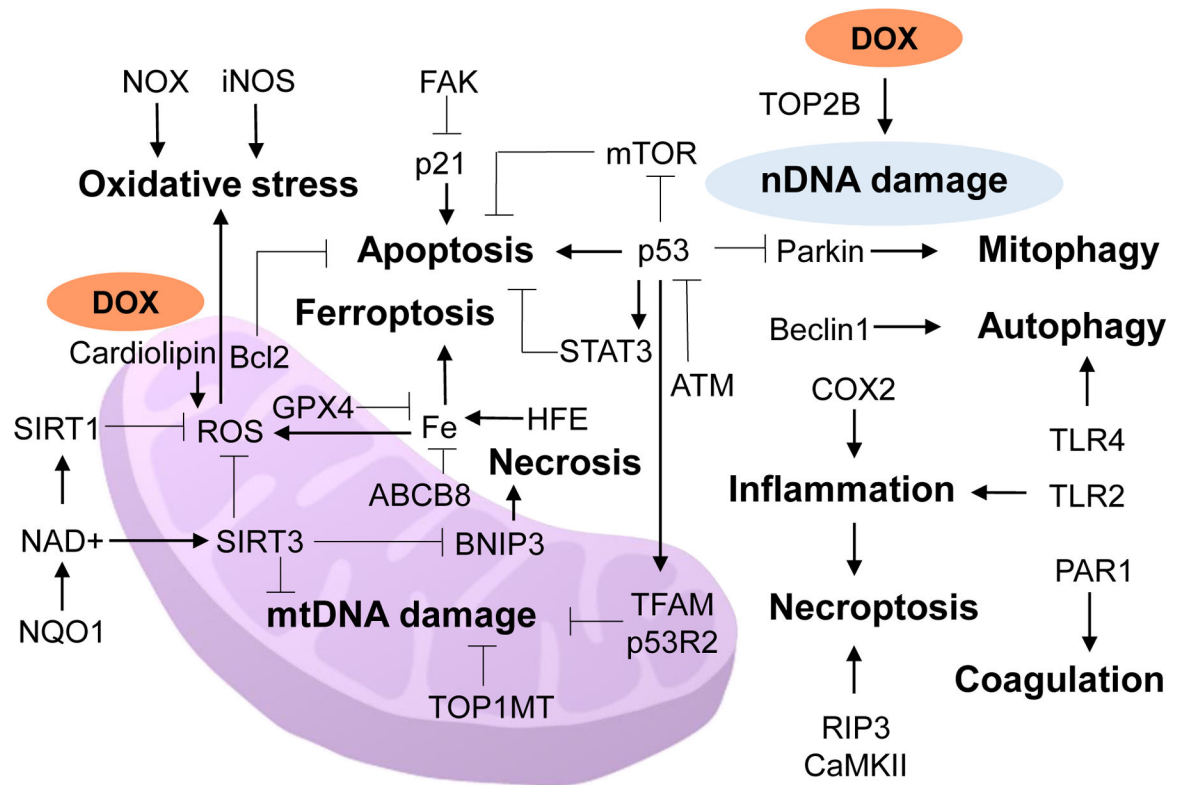 DOX
NOX
iNOS
FAK
TOP2B
mTOR
p21
Oxidative stress
nDNA damage
Apoptosis
p53
Parkin
Mitophagy
DOX
Ferroptosis
Beclin1
Autophagy
Cardiolipin
Bcl2
STAT3
ATM
COX2
GPX4
SIRT1
ROS
Fe
HFE
TLR4
Necrosis
ABCB8
Inflammation
TLR2
NAD+
SIRT3
BNIP3
PAR1
mtDNA damage
TFAM
p53R2
Necroptosis
NQO1
Coagulation
TOP1MT
RIP3
CaMKII